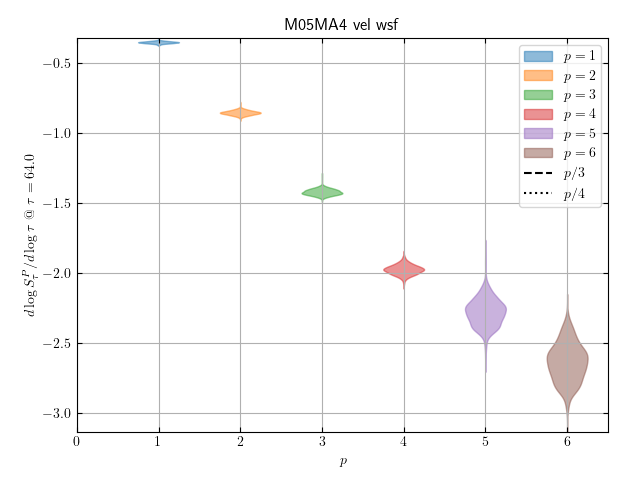 M05MA4 vel wsf
d log S_τ^P / d log τ @ τ = 64.0
−0.5
−1.0
−1.5
−2.0
−2.5
−3.0
0 1 2 3 4 5 6
p
p = 1
p = 2
p = 3
p = 4
p = 5
p = 6
p/3
p/4